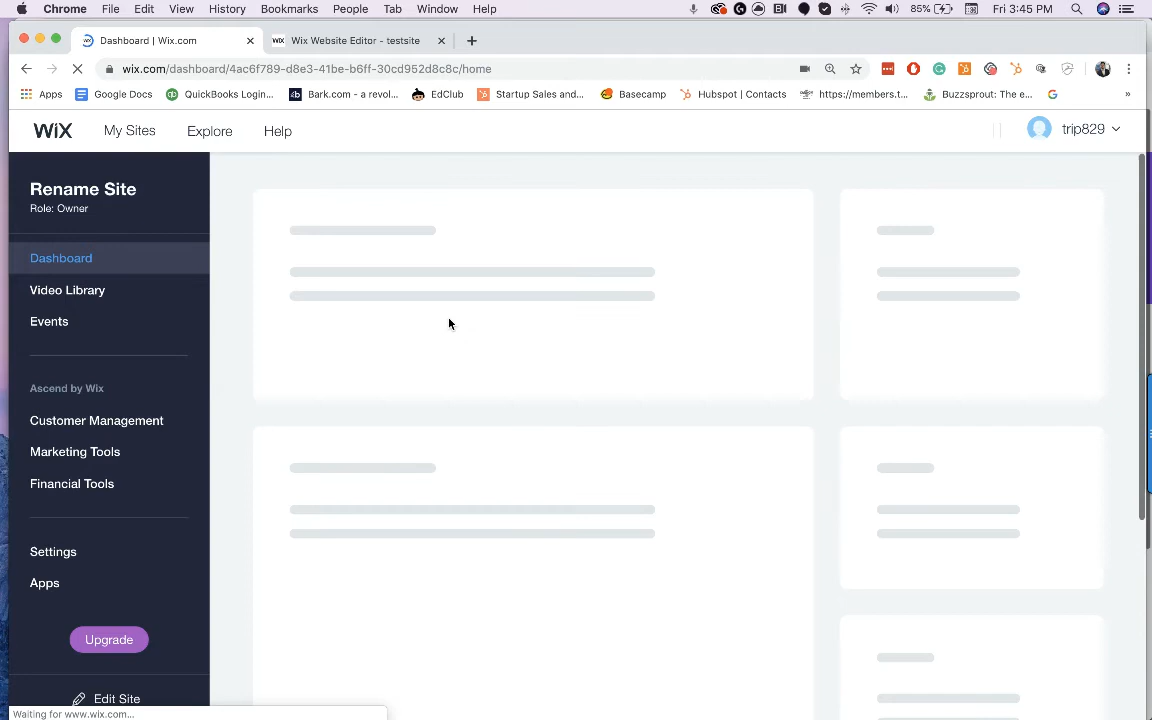 Chrome File Edit View History Bookmarks People Tab Window Help 85% Fri 3:45 PM
Dashboard | Wix.com WIX Wix Website Editor - testsite
wix.com/dashboard/4ac6f789-d8e3-41be-b6ff-30cd952d8c8c/home
Apps Google Docs QuickBooks Login... Bark.com - a revol... EdClub Startup Sales and... Basecamp Hubspot | Contacts https://members.t... Buzzsprout: The e... »
WiX My Sites Explore Help trip829
Rename Site
Role: Owner
Dashboard
Video Library
Events
Ascend by Wix
Customer Management
Marketing Tools
Financial Tools
Settings
Apps
Upgrade
Edit Site
Waiting for www.wix.com...